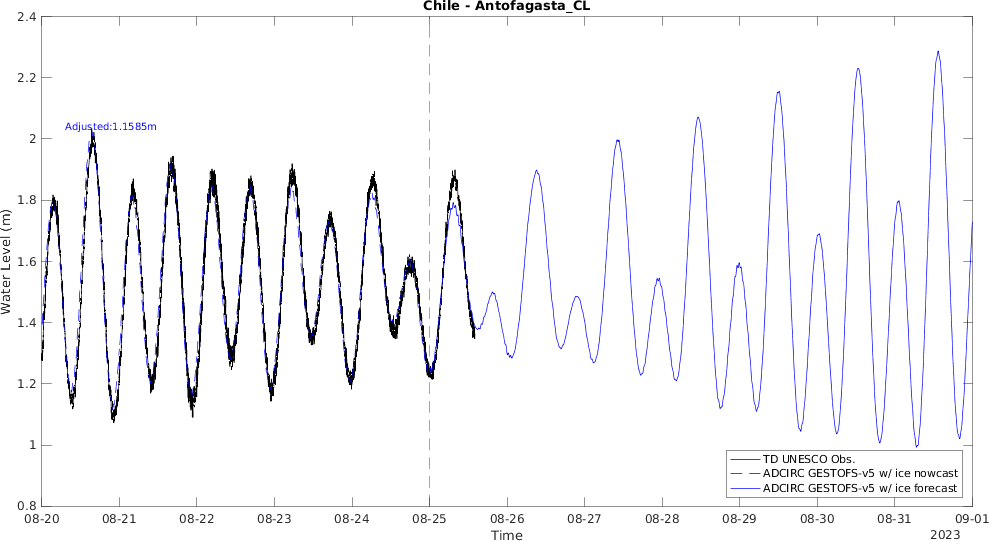 Chile - Antofagasta_CL
2.4
2.2
2
1.8
1.6
1.4
1.2
1
0.8
Water Level (m)
Adjusted:1.1585m
TD UNESCO Obs.
ADCIRC GESTOFS-v5 w/ ice nowcast
ADCIRC GESTOFS-v5 w/ ice forecast
08-20 08-21 08-22 08-23 08-24 08-25 08-26 08-27 08-28 08-29 08-30 08-31 09-01
Time
2023